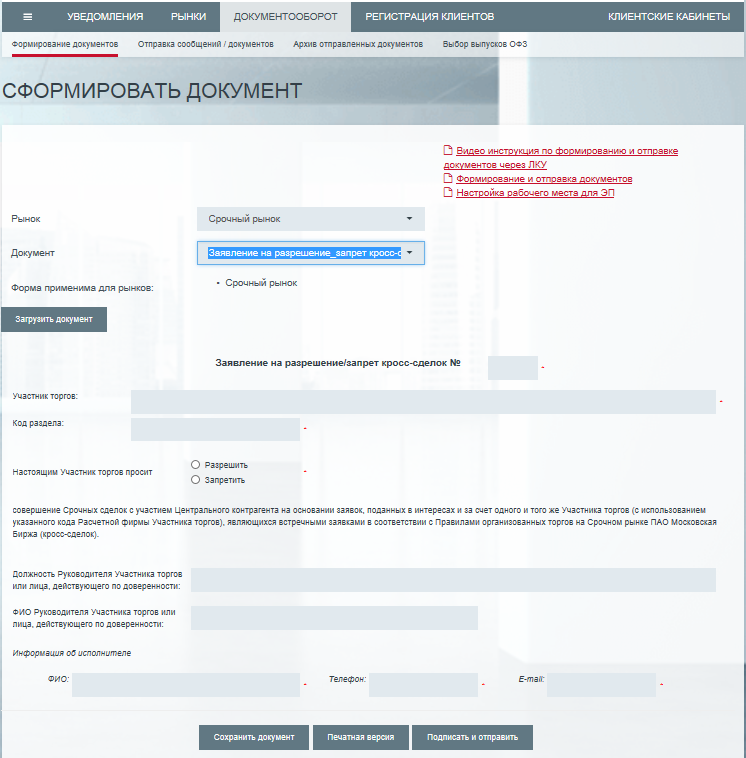 УВЕДОМЛЕНИЯ РЫНКИ ДОКУМЕНТООБОРОТ РЕГИСТРАЦИЯ КЛИЕНТОВ КЛИЕНТСКИЕ КАБИНЕТЫ
Формирование документов Отправка сообщений / документов Архив отправленных документов Выбор выпусков ОФЗ
СФОРМИРОВАТЬ ДОКУМЕНТ
Видео инструкция по формированию и отправке
документов через ЛКУ
Формирование и отправка документов
Настройка рабочего места для ЭП
Рынок Срочный рынок
Документ Заявление на разрешение_запрет кросс-с
Форма применима для рынков: • Срочный рынок
Загрузить документ
Заявление на разрешение/запрет кросс-сделок №
Участник торгов:
Код раздела:
Настоящим Участник торгов просит
Разрешить
Запретить
совершение Срочных сделок с участием Центрального контрагента на основании заявок, поданных в интересах и за счет одного и того же Участника торгов (с использованием
указанного кода Расчетной фирмы Участника торгов), являющихся встречными заявками в соответствии с Правилами организованных торгов на Срочном рынке ПАО Московская
Биржа (кросс-сделок).
Должность Руководителя Участника торгов
или лица, действующего по доверенности:
ФИО Руководителя Участника торгов или
лица, действующего по доверенности:
Информация об исполнителе
ФИО: Телефон: E-mail:
Сохранить документ Печатная версия Подписать и отправить